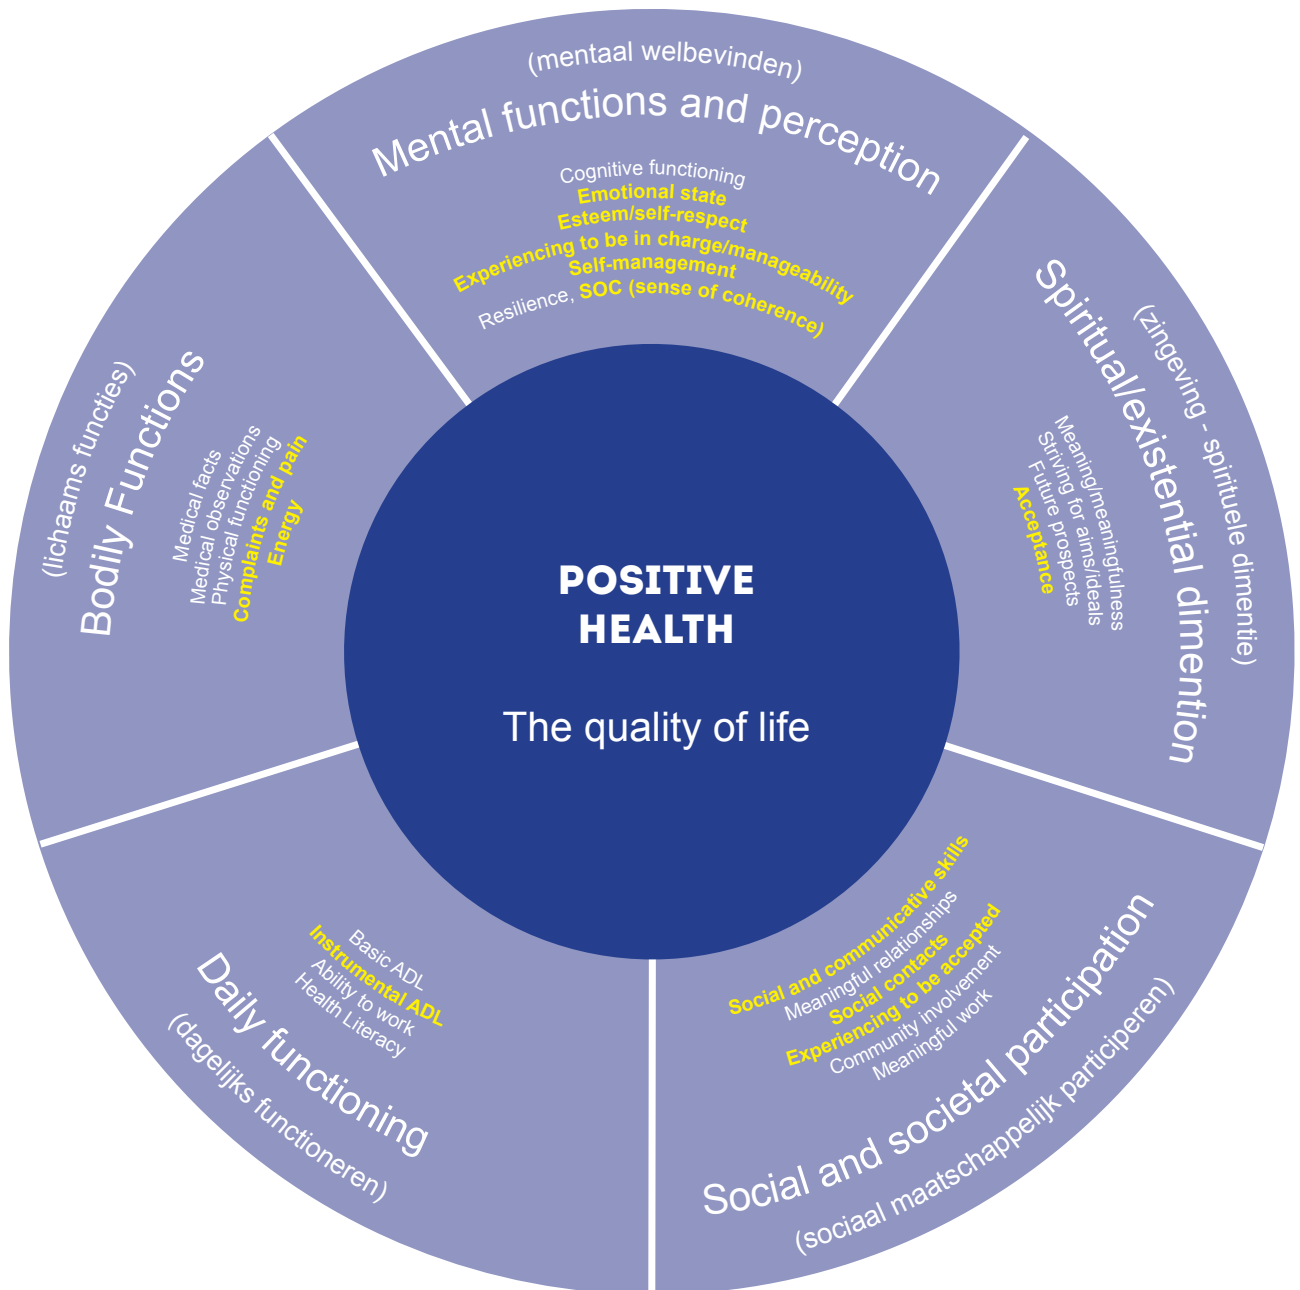 (mentaal welbevinden)
Mental functions and perception
Cognitive functioning
Emotional state
Esteem/self-respect
Experiencing to be in charge/manageability
Self-management
Resilience, SOC (sense of coherence)
(zingeving - spirituele dimentie)
Spiritual/existential dimention
Meaning/meaningfulness
Striving for aims/ideals
Future prospects
Acceptance
Social and communicative skills
Meaningful relationships
Social contacts
Experiencing to be accepted
Community involvement
Meaningful work
Social and societal participation
(sociaal maatschappelijk participeren)
Basic ADL
Instrumental ADL
Ability to work
Health Literacy
Daily functioning
(dagelijks functioneren)
(lichaams functies)
Bodily Functions
Medical facts
Medical observations
Physical functioning
Complaints and pain
Energy
POSITIVE
HEALTH
The quality of life